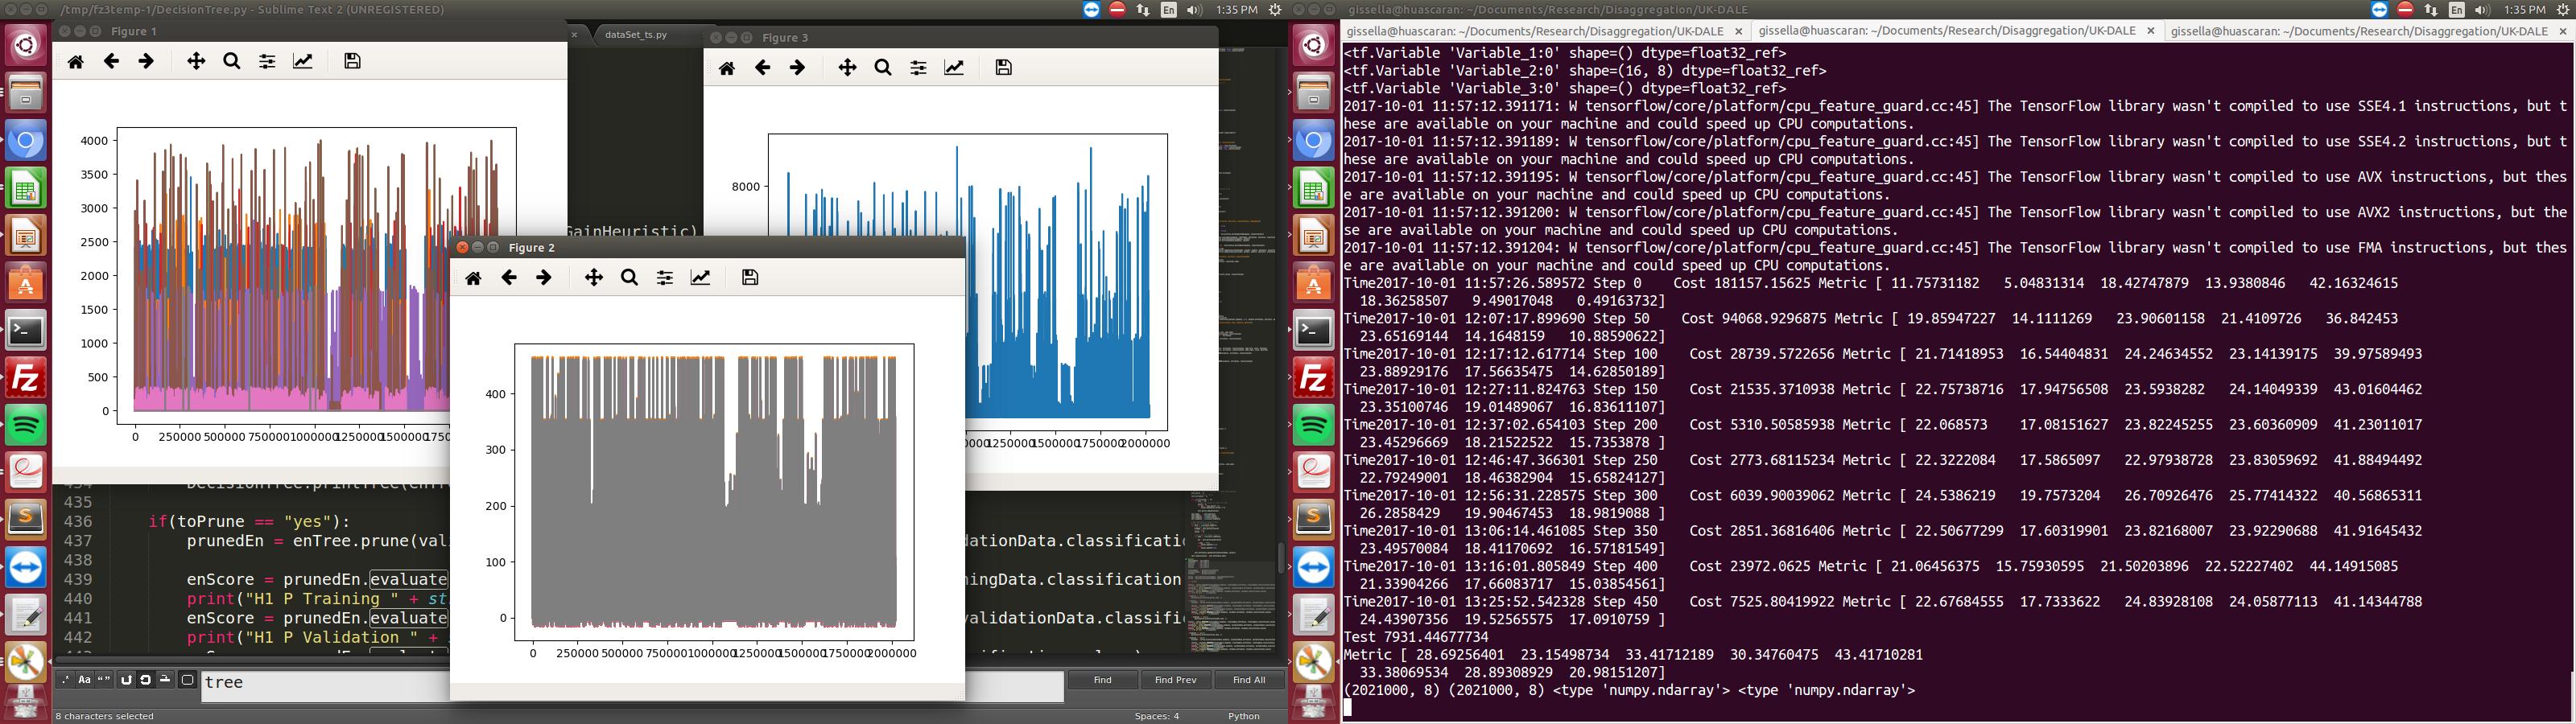 /tmp/fz3temp-1/DecisionTree.py - Sublime Text 2 (UNREGISTERED)
En
1:35 PM
Figure 1
dataSet_ts.py
Figure 3
4000
3500
3000
2500
2000
1500
1000
500
0
0 250000 500000 750000 1000000 1250000 1500000 1750
8000
0000 1250000 1500000 1750000 2000000
GainHeuristic)
Figure 2
400
300
200
100
0
0 250000 500000 750000 1000000 1250000 1500000 1750000 2000000
435
436 if(toPrune == "yes"):
437 prunedEn = enTree.prune(val dationData.classificati
438
439 enScore = prunedEn.evaluate ningData.classification
440 print("H1 P Training " + st
441 enScore = prunedEn.evaluate validationData.classific
442 print("H1 P Validation " +
.* Aa “”
tree
Find Find Prev Find All
8 characters selected
Spaces: 4 Python
gissella@huascaran: ~/Documents/Research/Disaggregation/UK-DALE
En
1:35 PM
gissella@huascaran: ~/Documents/Research/Disaggregation/UK-DALE × gissella@huascaran: ~/Documents/Research/Disaggregation/UK-DALE × gissella@huascaran: ~/Documents/Research/Disaggregation/UK-DALE ×
<tf.Variable 'Variable_1:0' shape=() dtype=float32_ref>
<tf.Variable 'Variable_2:0' shape=(16, 8) dtype=float32_ref>
<tf.Variable 'Variable_3:0' shape=() dtype=float32_ref>
2017-10-01 11:57:12.391171: W tensorflow/core/platform/cpu_feature_guard.cc:45] The TensorFlow library wasn't compiled to use SSE4.1 instructions, but t
hese are available on your machine and could speed up CPU computations.
2017-10-01 11:57:12.391189: W tensorflow/core/platform/cpu_feature_guard.cc:45] The TensorFlow library wasn't compiled to use SSE4.2 instructions, but t
hese are available on your machine and could speed up CPU computations.
2017-10-01 11:57:12.391195: W tensorflow/core/platform/cpu_feature_guard.cc:45] The TensorFlow library wasn't compiled to use AVX instructions, but thes
e are available on your machine and could speed up CPU computations.
2017-10-01 11:57:12.391200: W tensorflow/core/platform/cpu_feature_guard.cc:45] The TensorFlow library wasn't compiled to use AVX2 instructions, but the
se are available on your machine and could speed up CPU computations.
2017-10-01 11:57:12.391204: W tensorflow/core/platform/cpu_feature_guard.cc:45] The TensorFlow library wasn't compiled to use FMA instructions, but thes
e are available on your machine and could speed up CPU computations.
Time2017-10-01 11:57:26.589572 Step 0 Cost 181157.15625 Metric [ 11.75731182 5.04831314 18.42747879 13.9380846 42.16324615
18.36258507 9.49017048 0.49163732]
Time2017-10-01 12:07:17.899690 Step 50 Cost 94068.9296875 Metric [ 19.85947227 14.1111269 23.90601158 21.4109726 36.842453
23.65169144 14.1648159 10.88590622]
Time2017-10-01 12:17:12.617714 Step 100 Cost 28739.5722656 Metric [ 21.71418953 16.54404831 24.24634552 23.14139175 39.97589493
23.88929176 17.56635475 14.62850189]
Time2017-10-01 12:27:11.824763 Step 150 Cost 21535.3710938 Metric [ 22.75738716 17.94756508 23.5938282 24.14049339 43.01604462
23.35100746 19.01489067 16.83611107]
Time2017-10-01 12:37:02.654103 Step 200 Cost 5310.50585938 Metric [ 22.068573 17.08151627 23.82245255 23.60360909 41.23011017
23.45296669 18.21522522 15.7353878 ]
Time2017-10-01 12:46:47.366301 Step 250 Cost 2773.68115234 Metric [ 22.3222084 17.5865097 22.97938728 23.83059692 41.88494492
22.79249001 18.46382904 15.65824127]
Time2017-10-01 12:56:31.228575 Step 300 Cost 6039.90039062 Metric [ 24.5386219 19.7573204 26.70926476 25.77414322 40.56865311
26.2858429 19.90467453 18.9819088 ]
Time2017-10-01 13:06:14.461085 Step 350 Cost 2851.36816406 Metric [ 22.50677299 17.60319901 23.82168007 23.92290688 41.91645432
23.49570084 18.41170692 16.57181549]
Time2017-10-01 13:16:01.805849 Step 400 Cost 23972.0625 Metric [ 21.06456375 15.75930595 21.50203896 22.52227402 44.14915085
21.33904266 17.66083717 15.03854561]
Time2017-10-01 13:25:52.542328 Step 450 Cost 7525.80419922 Metric [ 22.67684555 17.7333622 24.83928108 24.05877113 41.14344788
24.43907356 19.52565575 17.0910759 ]
Test 7931.44677734
Metric [ 28.69256401 23.15498734 33.41712189 30.34760475 43.41710281
33.38069534 28.89308929 20.98151207]
(2021000, 8) (2021000, 8) <type 'numpy.ndarray'> <type 'numpy.ndarray'>